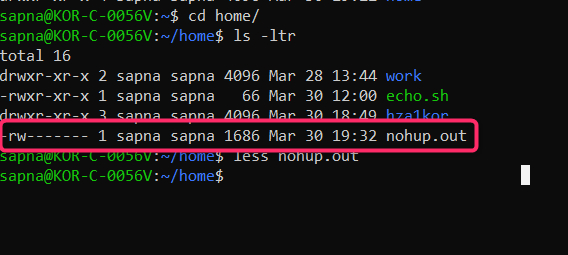 sapna@KOR-C-0056V:~$ cd home/
sapna@KOR-C-0056V:~/home$ ls -ltr
total 16
drwxr-xr-x 2 sapna sapna 4096 Mar 28 13:44 work
-rwxr-xr-x 1 sapna sapna   66 Mar 30 12:00 echo.sh
drwxr-xr-x 3 sapna sapna 4096 Mar 30 18:49 hza1kor
-rw------- 1 sapna sapna 1686 Mar 30 19:32 nohup.out
sapna@KOR-C-0056V:~/home$ less nohup.out
sapna@KOR-C-0056V:~/home$